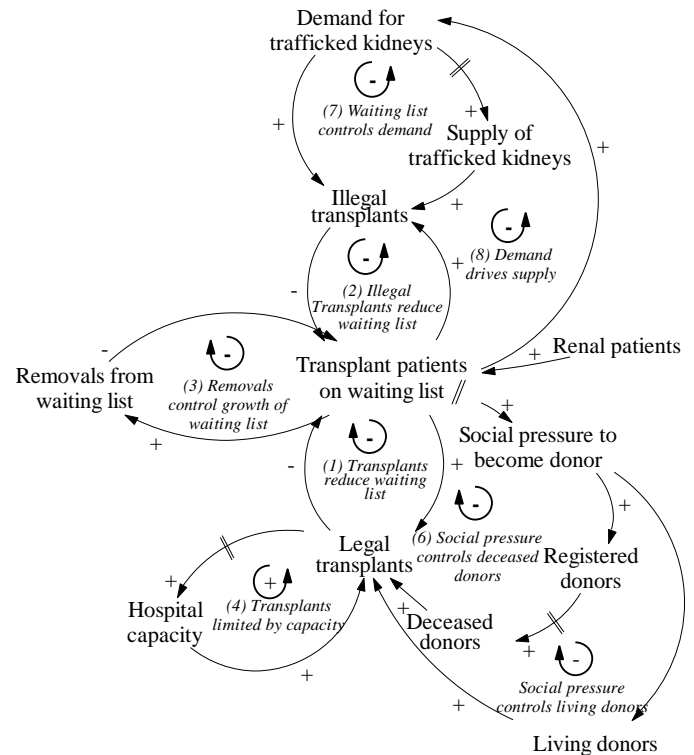 Demand for
trafficked kidneys
-
(7) Waiting list
controls demand
+
+
Supply of
trafficked kidneys
+
+
Illegal
transplants
-
(8) Demand
drives supply
-
+
-
(2) Illegal
Transplants reduce
waiting list
-
-
(3) Removals
control growth of
waiting list
Removals from
waiting list
+
Transplant patients
on waiting list
+
Renal patients
+
Social pressure to
become donor
-
(1) Transplants
reduce waiting
list
-
+
-
(6) Social pressure
controls deceased
donors
+
Legal
transplants
Registered
donors
+
+
(4) Transplants
limited by capacity
Hospital
capacity
+
+
Deceased
donors
+
-
Social pressure
controls living donors
+
Living donors